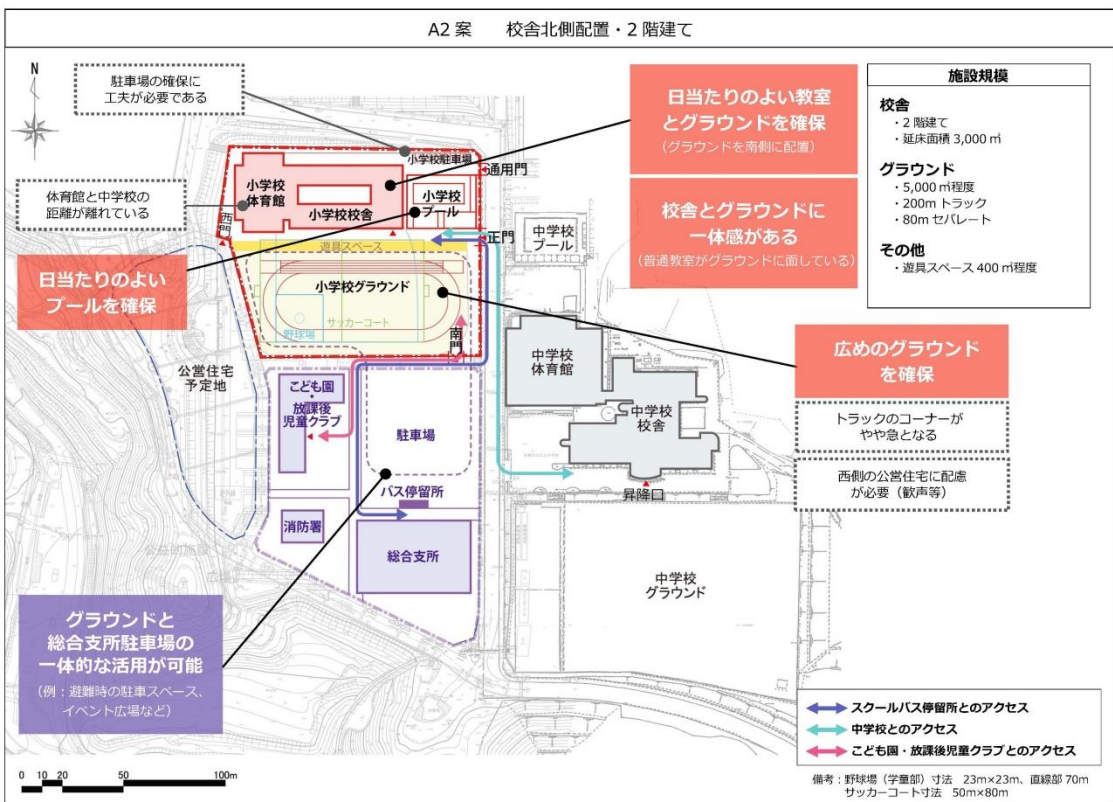 A2 案　　校舎北側配置・2 階建て
N
駐車場の確保に
工夫が必要である
体育館と中学校の
距離が離れている
日当たりのよい
プールを確保
日当たりのよい教室
とグラウンドを確保
（グラウンドを南側に配置）
校舎とグラウンドに
一体感がある
（普通教室がグラウンドに面している）
施設規模
校舎
・2 階建て
・延床面積 3,000 ㎡
グラウンド
・5,000 ㎡程度
・200m トラック
・80m セパレート
その他
・遊具スペース 400 ㎡程度
小学校駐車場
通用門
小学校
体育館
小学校校舎
小学校
プール
西門
正門
遊具スペース
小学校グラウンド
サッカーコート
野球場
南門
中学校
プール
中学校
体育館
中学校
校舎
昇降口
中学校
グラウンド
公営住宅
予定地
こども園
・
放課後
児童クラブ
駐車場
バス停留所
消防署
総合支所
公益的施設
広場
広めのグラウンド
を確保
トラックのコーナーが
やや急となる
西側の公営住宅に配慮
が必要（歓声等）
グラウンドと
総合支所駐車場の
一体的な活用が可能
（例：避難時の駐車スペース、
イベント広場など）
スクールバス停留所とのアクセス
中学校とのアクセス
こども園・放課後児童クラブとのアクセス
0 10 20 50 100m
備考：野球場（学童部）寸法　23m×23m、直線部 70m
サッカーコート寸法　50m×80m